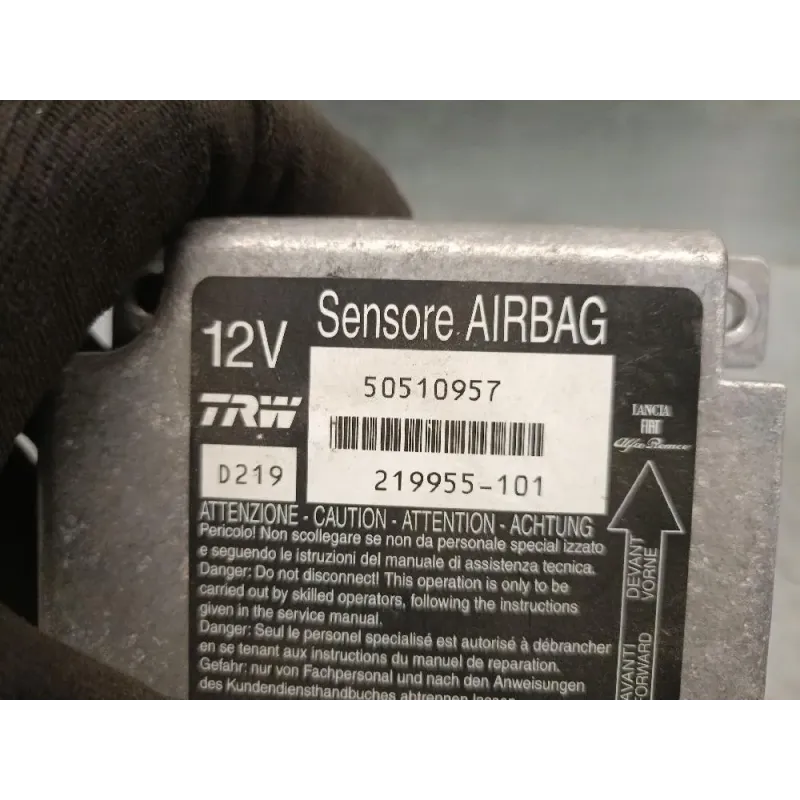 12V
Sensore AIRBAG
TRW
50510957
D219
219955-101
LANCIA
FIAT
Alfa Romeo
ATTENZIONE - CAUTION - ATTENTION - ACHTUNG
Pericolo! Non scollegare se non da personale special izzato
e seguendo le istruzioni del manuale di assistenza tecnica.
Danger: Do not disconnect! This operation is only to be
carried out by skilled operators, following the instructions
given in the service manual.
Danger: Seul le personel specialisé est autorisé à débrancher
en se tenant aux instructions du manuel de reparation.
Gefahr: nur von Fachpersonal und nach den Anweisungen
des Kundendiensthandbuches abtrennen lassen
AVANTI DEVANT
FORWARD VORNE